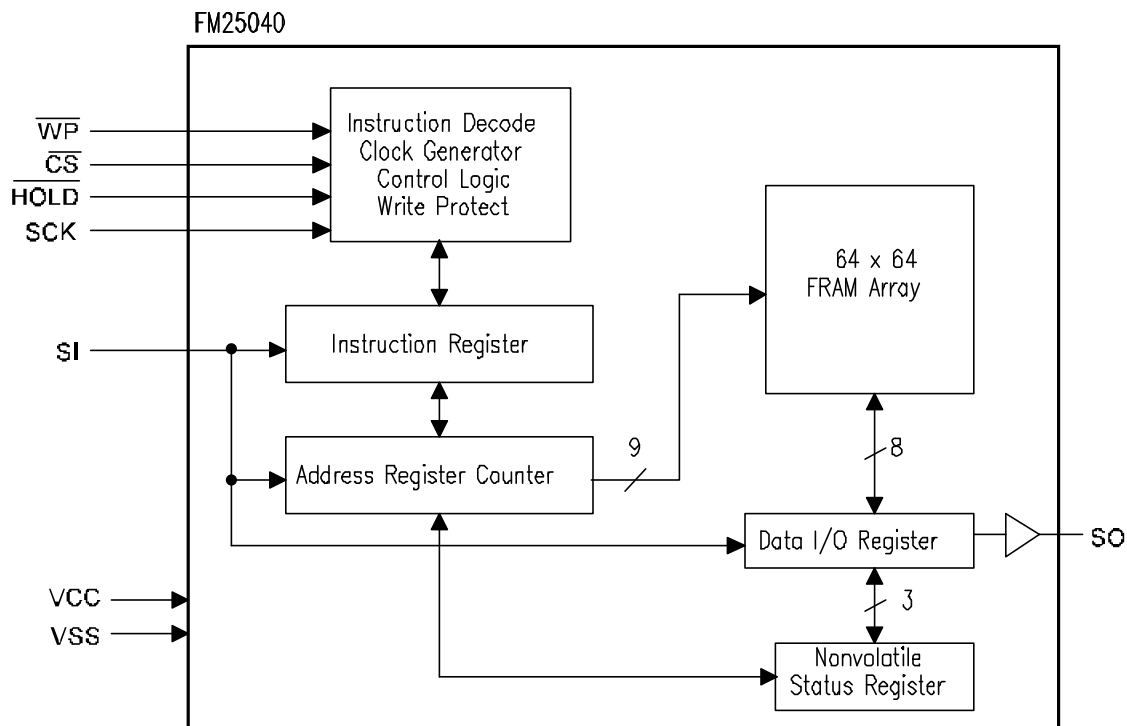 FM25040
WP
CS
HOLD
SCK
Instruction Decode
Clock Generator
Control Logic
Write Protect
64 x 64
FRAM Array
SI
Instruction Register
9
Address Register Counter
8
Data I/O Register
SO
VCC
VSS
3
Nonvolatile
Status Register